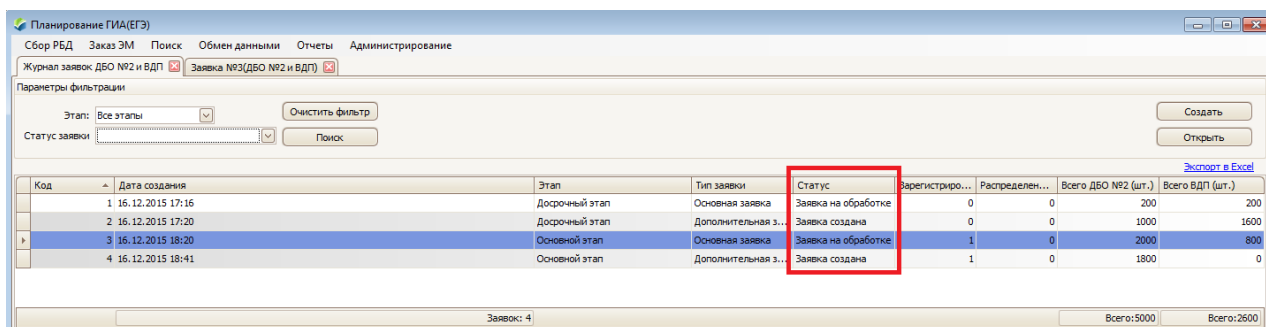 Планирование ГИА(ЕГЭ)
Сбор РБД Заказ ЭМ Поиск Обмен данными Отчеты Администрирование
Журнал заявок ДБО №2 и ВДП Заявка №3(ДБО №2 и ВДП)
Параметры фильтрации
Этап: Все этапы Очистить фильтр Создать
Статус заявки Поиск Открыть
Экспорт в Excel
Код Дата создания Этап Тип заявки Статус Зарегистриро... Распределен... Всего ДБО №2 (шт.) Всего ВДП (шт.)
1 16.12.2015 17:16 Досрочный этап Основная заявка Заявка на обработке 0 0 200 200
2 16.12.2015 17:20 Досрочный этап Дополнительная з... Заявка создана 0 0 1000 1600
3 16.12.2015 18:20 Основной этап Основная заявка Заявка на обработке 1 0 2000 800
4 16.12.2015 18:41 Основной этап Дополнительная з... Заявка создана 1 0 1800 0
Заявок: 4 Всего:5000 Всего:2600